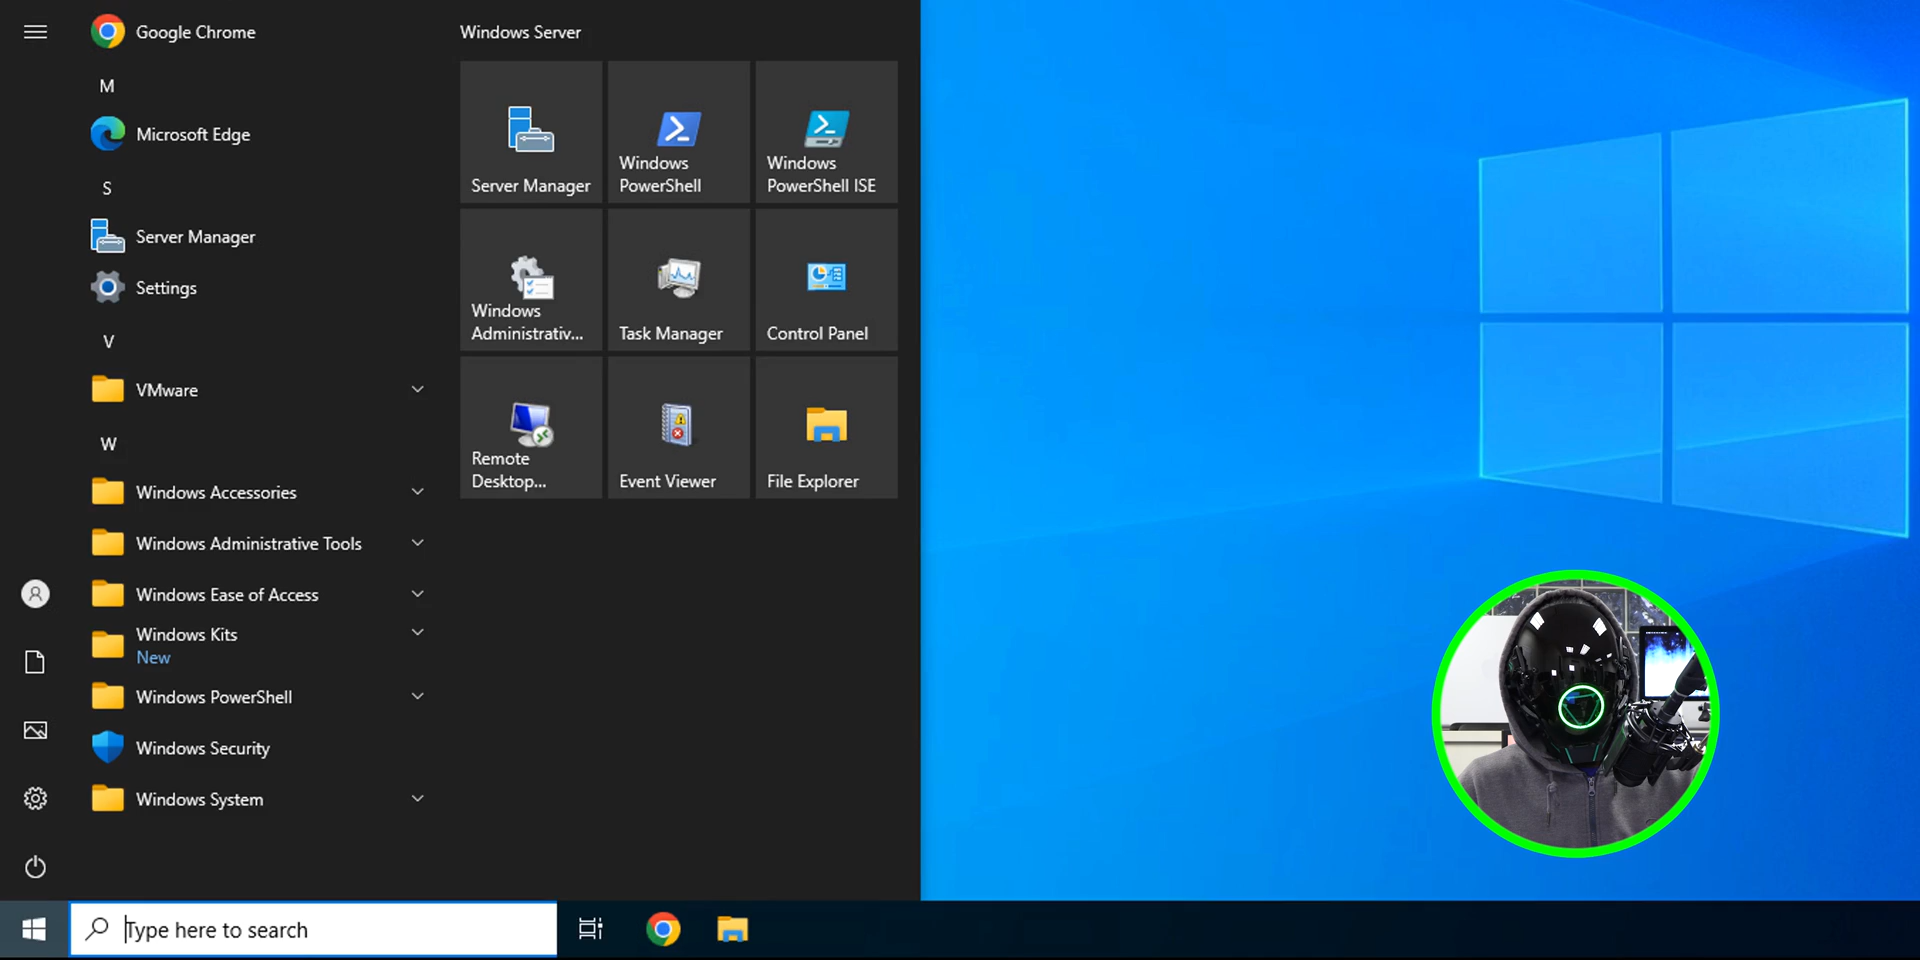 Google Chrome
M
Microsoft Edge
S
Server Manager
Settings
V
VMware
W
Windows Accessories
Windows Administrative Tools
Windows Ease of Access
Windows Kits
New
Windows PowerShell
Windows Security
Windows System
Windows Server
Server Manager
Windows
PowerShell
Windows
PowerShell ISE
Windows
Administrativ...
Task Manager
Control Panel
Remote
Desktop...
Event Viewer
File Explorer
Type here to search